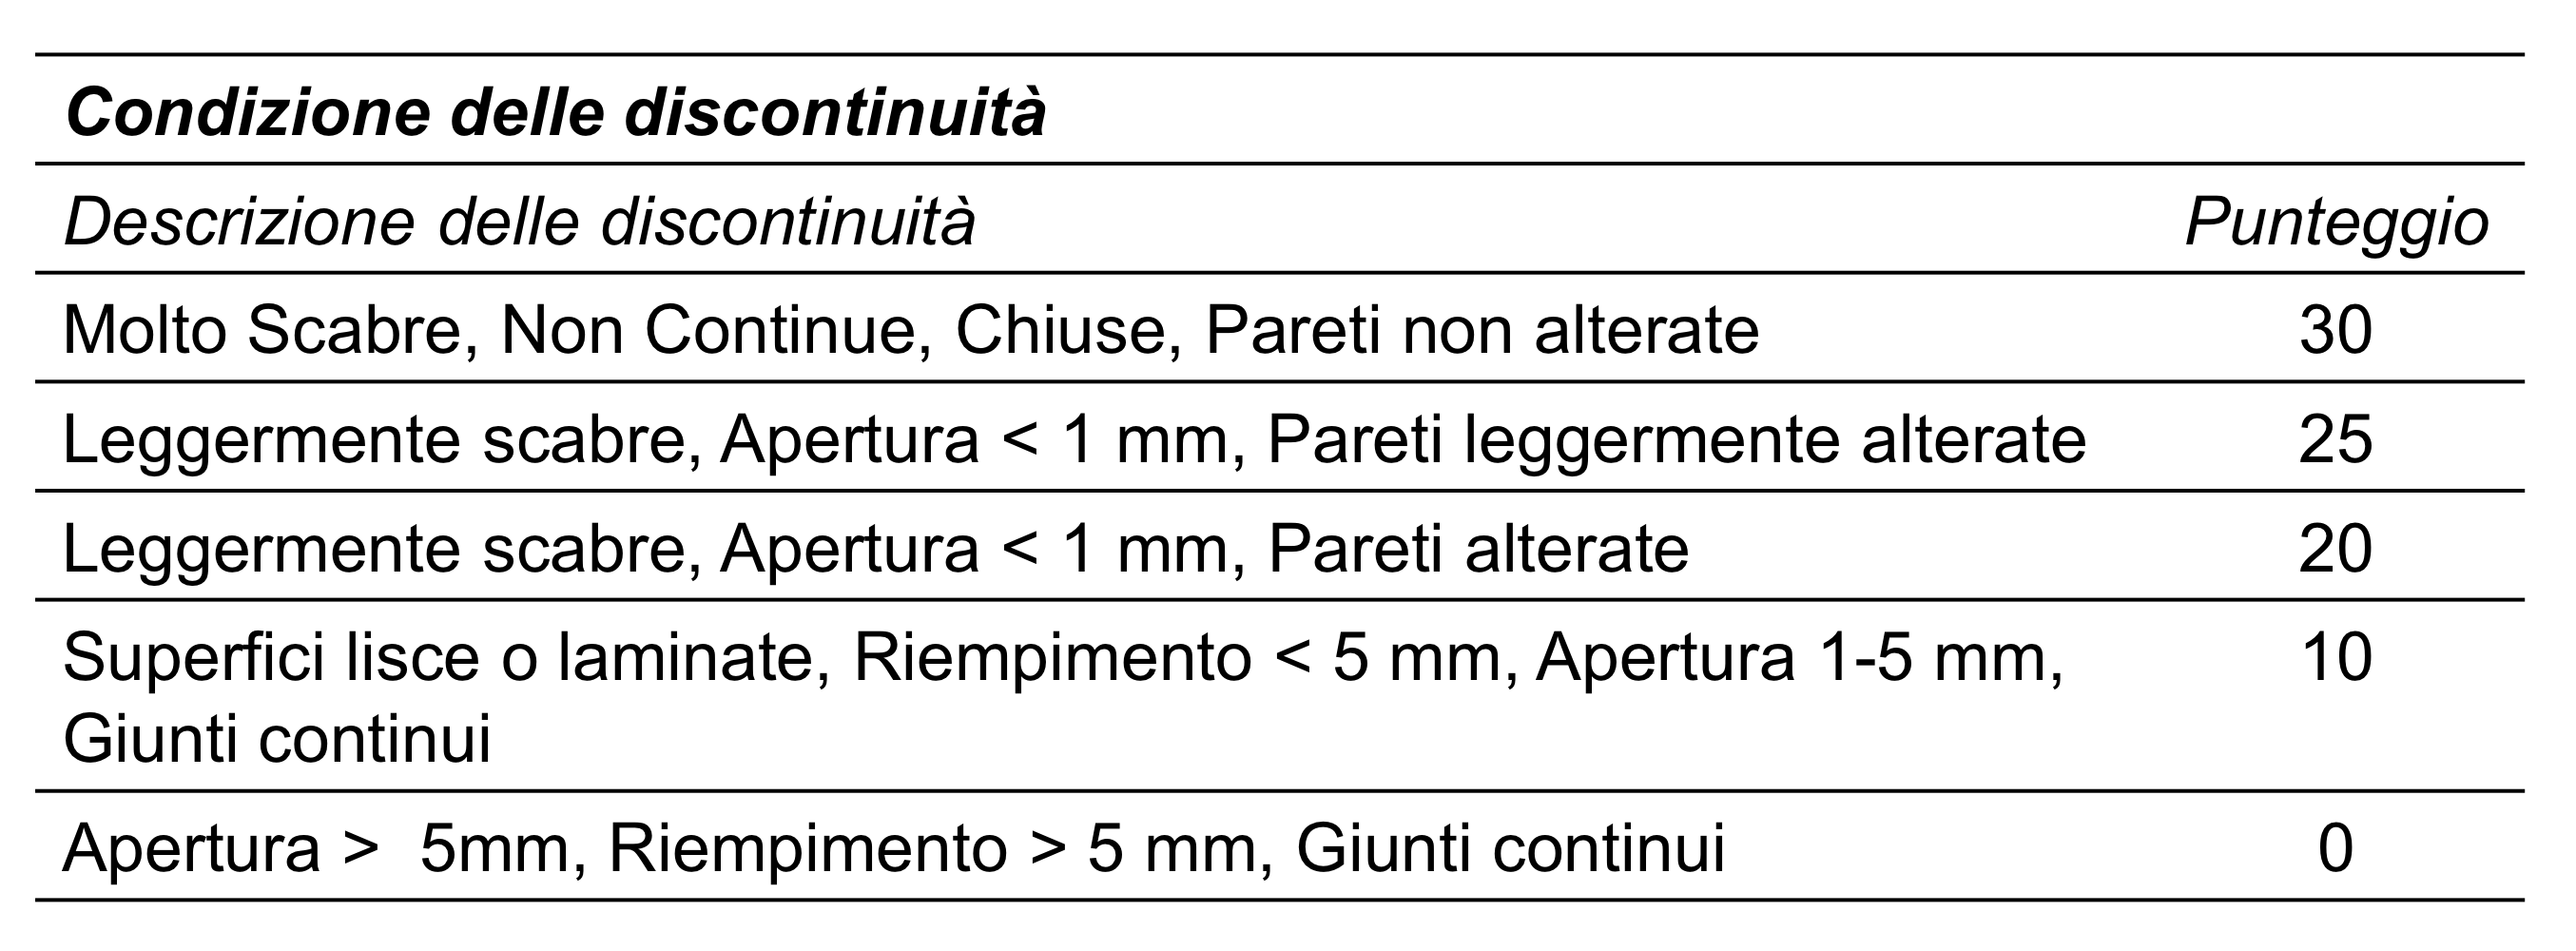 Condizione delle discontinuità
Descrizione delle discontinuità Punteggio
Molto Scabre, Non Continue, Chiuse, Pareti non alterate 30
Leggermente scabre, Apertura < 1 mm, Pareti leggermente alterate 25
Leggermente scabre, Apertura < 1 mm, Pareti alterate 20
Superfici lisce o laminate, Riempimento < 5 mm, Apertura 1-5 mm, 10
Giunti continui
Apertura > 5mm, Riempimento > 5 mm, Giunti continui 0